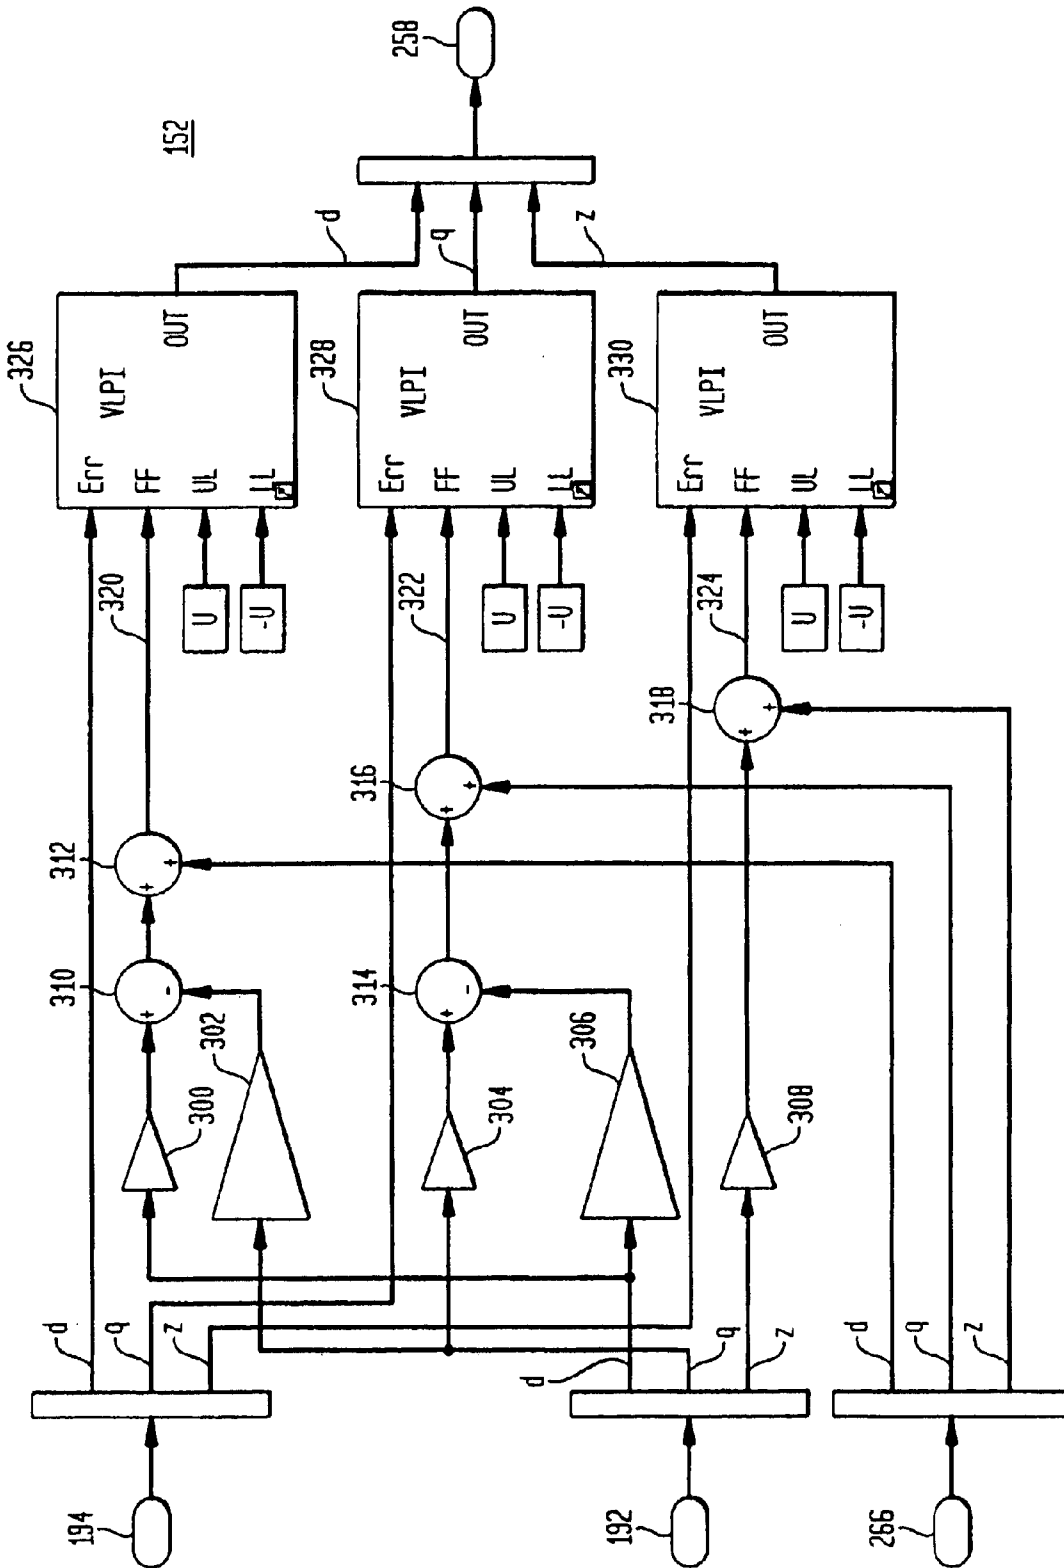 152
194
d
q
z
192
d
q
z
266
d
q
z
300
302
304
306
308
310
312
314
316
318
320
322
324
326
Err
FF
UL
LL
VLPI
OUT
U
-U
328
Err
FF
UL
LL
VLPI
OUT
U
-U
330
Err
FF
UL
LL
VLPI
OUT
U
-U
+
-
+
+
+
-
+
+
+
+
d
q
z
258